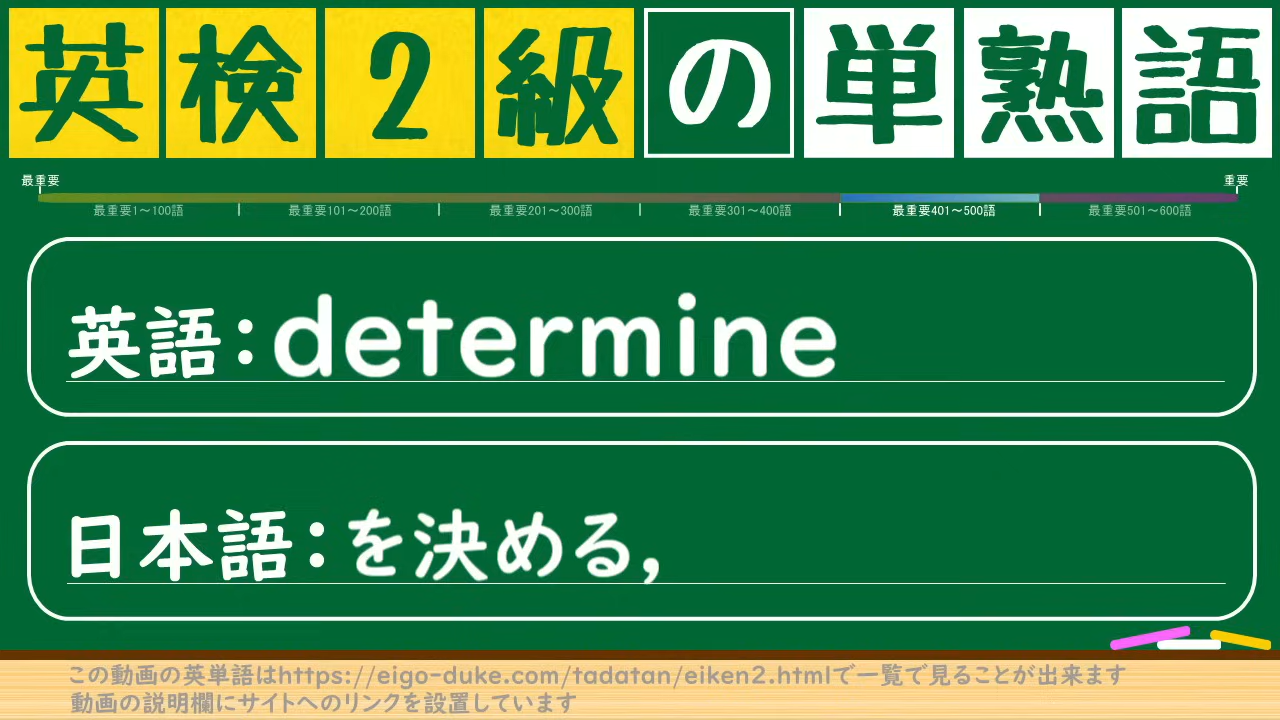 英検2級の単熟語
最重要 重要
最重要1～100語 最重要101～200語 最重要201～300語 最重要301～400語 最重要401～500語 最重要501～600語
英語：determine
日本語：を決める，
この動画の英単語はhttps://eigo-duke.com/tadatan/eiken2.htmlで一覧で見ることが出来ます
動画の説明欄にサイトへのリンクを設置しています